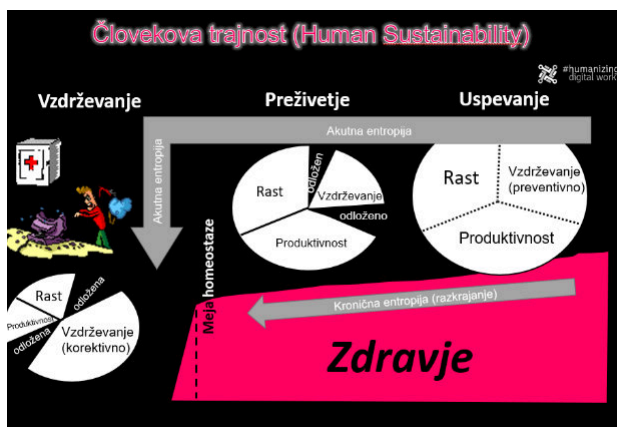 Človekova trajnost (Human Sustainability)
#humanizing
digital work
Vzdrževanje
Preživetje
Uspevanje
Akutna entropija
Akutna entropija
Rast
odložen
Vzdrževanje
odloženo
Produktivnost
Rast
Vzdrževanje
(preventivno)
Produktivnost
Rast
odložena
Produktivnost
odložena
Vzdrževanje
(korektivno)
Meja homeostaze
Kronična entropija (razkrajanje)
Zdravje